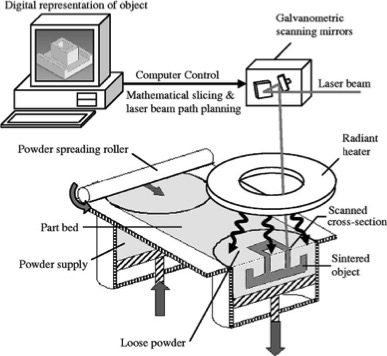 Digital representation of object
Galvanometric
scanning mirrors
Computer Control
Mathematical slicing &
laser beam path planning
Laser beam
Powder spreading roller
Radiant
heater
Part bed
Scanned
cross-section
Powder supply
Sintered
object
Loose powder